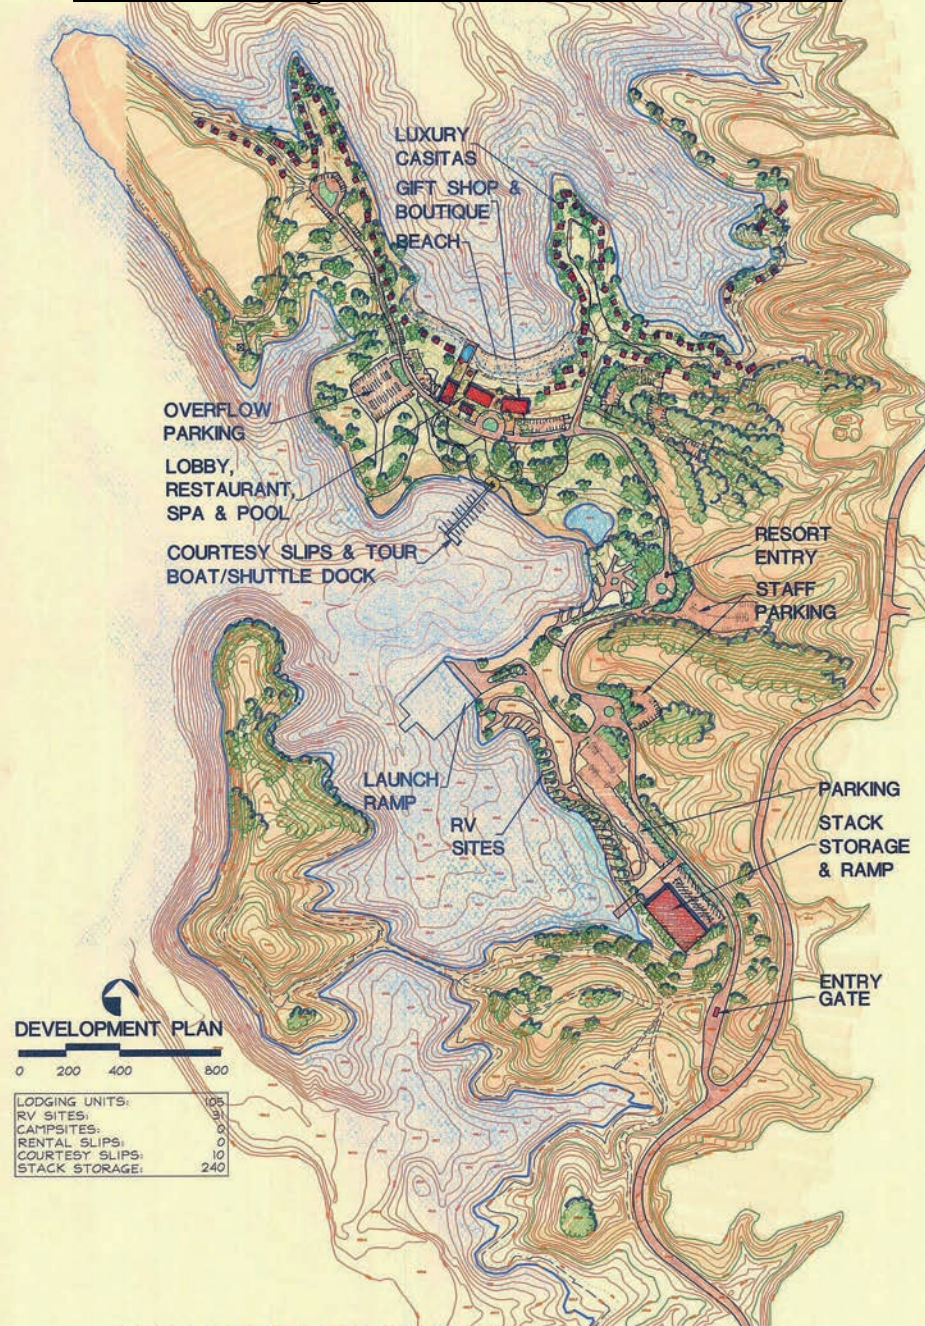 LUXURY
CASITAS
GIFT SHOP &
BOUTIQUE
BEACH
OVERFLOW
PARKING
LOBBY,
RESTAURANT,
SPA & POOL
COURTESY SLIPS & TOUR
BOAT/SHUTTLE DOCK
RESORT
ENTRY
STAFF
PARKING
LAUNCH
RAMP
RV
SITES
PARKING
STACK
STORAGE
& RAMP
ENTRY
GATE
DEVELOPMENT PLAN
0 200 400 800
LODGING UNITS: 105
RV SITES: 31
CAMPSITES: 0
RENTAL SLIPS: 0
COURTESY SLIPS: 10
STACK STORAGE: 240